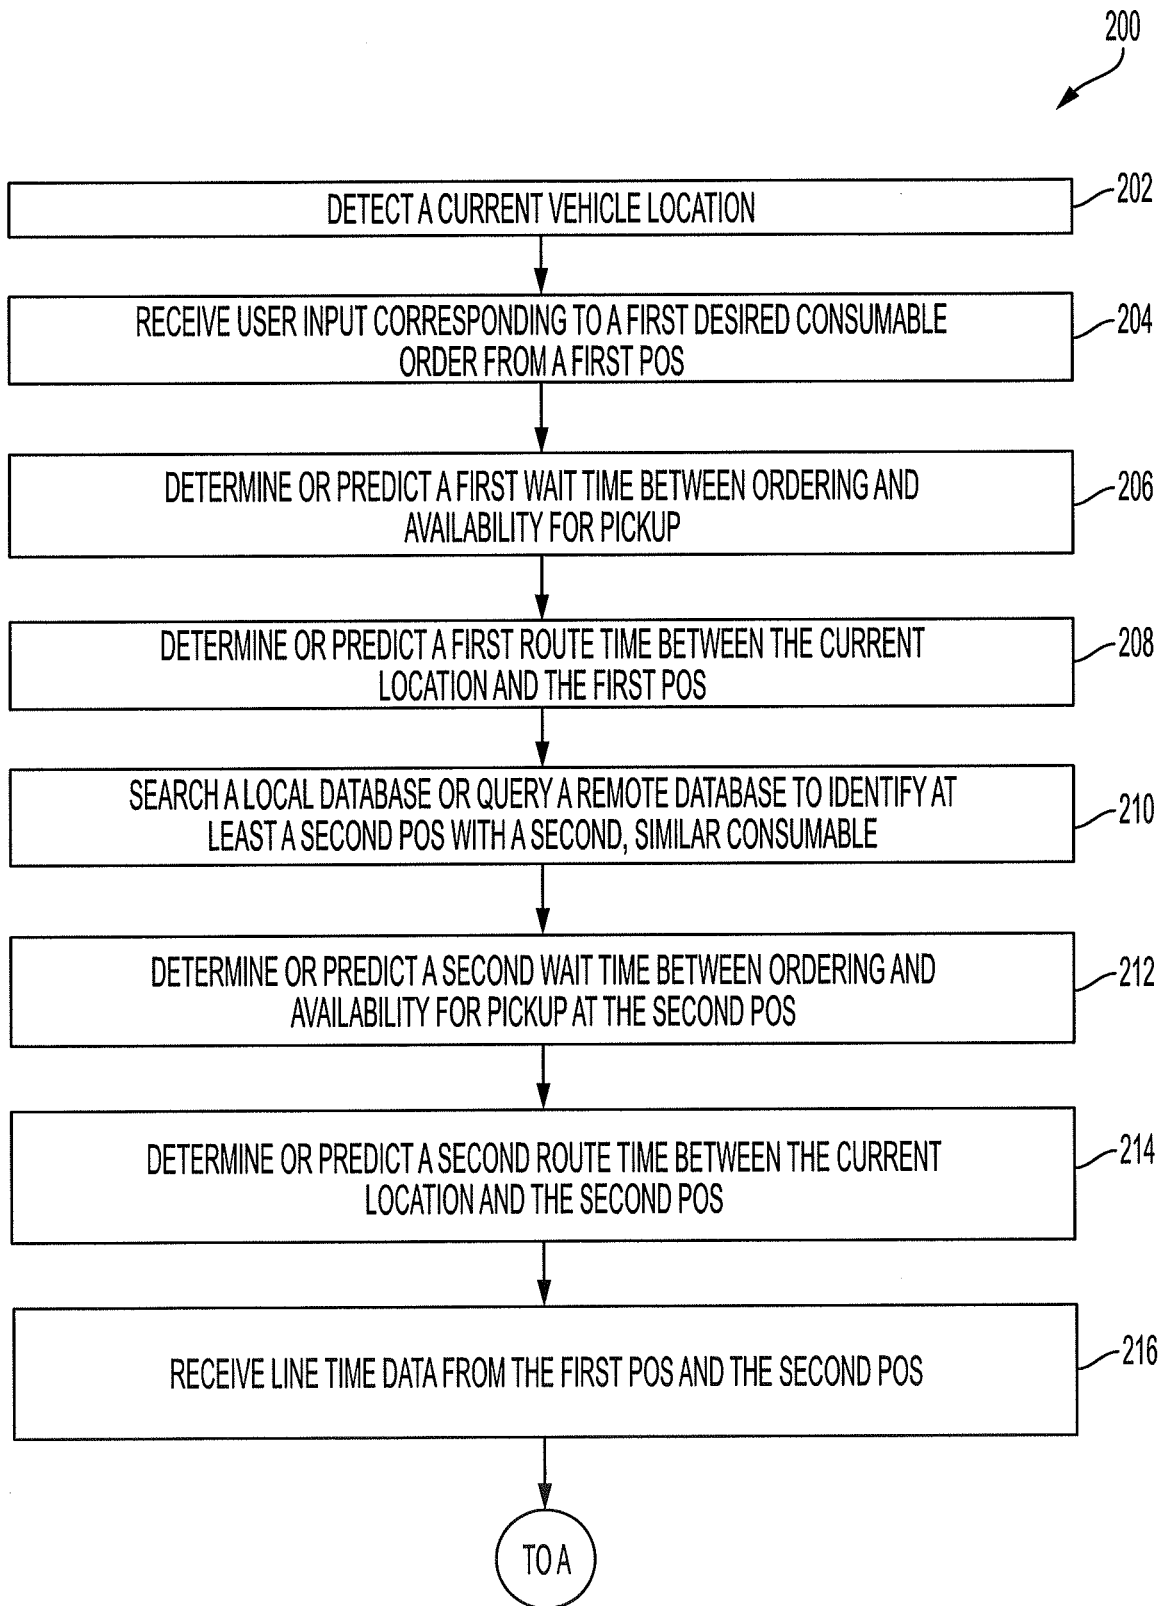 200
DETECT A CURRENT VEHICLE LOCATION
202
RECEIVE USER INPUT CORRESPONDING TO A FIRST DESIRED CONSUMABLE
ORDER FROM A FIRST POS
204
DETERMINE OR PREDICT A FIRST WAIT TIME BETWEEN ORDERING AND
AVAILABILITY FOR PICKUP
206
DETERMINE OR PREDICT A FIRST ROUTE TIME BETWEEN THE CURRENT
LOCATION AND THE FIRST POS
208
SEARCH A LOCAL DATABASE OR QUERY A REMOTE DATABASE TO IDENTIFY AT
LEAST A SECOND POS WITH A SECOND, SIMILAR CONSUMABLE
210
DETERMINE OR PREDICT A SECOND WAIT TIME BETWEEN ORDERING AND
AVAILABILITY FOR PICKUP AT THE SECOND POS
212
DETERMINE OR PREDICT A SECOND ROUTE TIME BETWEEN THE CURRENT
LOCATION AND THE SECOND POS
214
RECEIVE LINE TIME DATA FROM THE FIRST POS AND THE SECOND POS
216
TO A